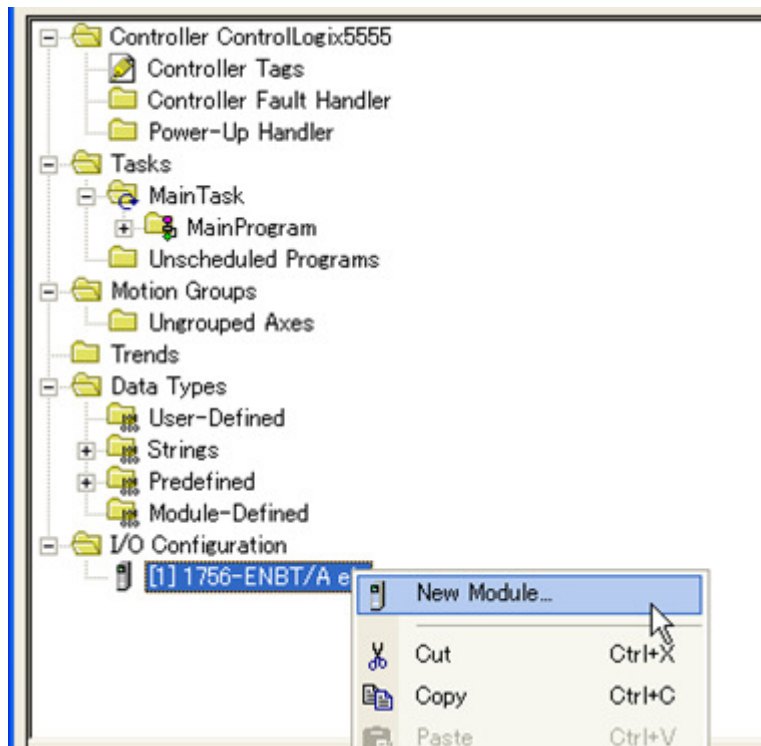 Controller ControlLogix5555
Controller Tags
Controller Fault Handler
Power-Up Handler
Tasks
MainTask
MainProgram
Unscheduled Programs
Motion Groups
Ungrouped Axes
Trends
Data Types
User-Defined
Strings
Predefined
Module-Defined
I/O Configuration
[1] 1756-ENBT/A
New Module...
Cut Ctrl+X
Copy Ctrl+C
Paste Ctrl+V